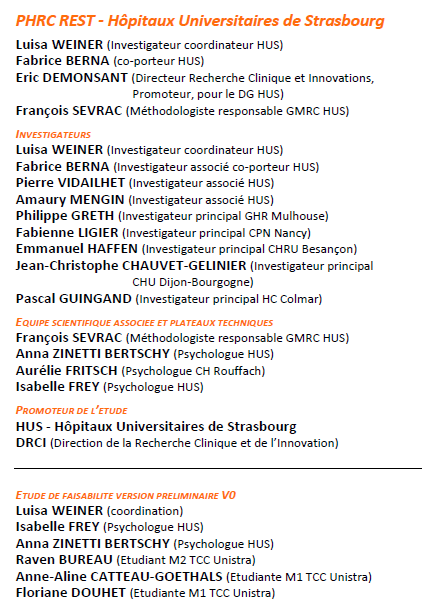 PHRC REST - Hôpitaux Universitaires de Strasbourg
Luisa WEINER (Investigateur coordinateur HUS)
Fabrice BERNA (co-porteur HUS)
Eric DEMONSANT (Directeur Recherche Clinique et Innovations,
Promoteur, pour le DG HUS)
François SEVRAC (Méthodologiste responsable GMRC HUS)
INVESTIGATEURS
Luisa WEINER (Investigateur coordinateur HUS)
Fabrice BERNA (Investigateur associé co-porteur HUS)
Pierre VIDAILHET (Investigateur associé HUS)
Amaury MENGIN (Investigateur associé HUS)
Philippe GRETH (Investigateur principal GHR Mulhouse)
Fabienne LIGIER (Investigateur principal CPN Nancy)
Emmanuel HAFFEN (Investigateur principal CHRU Besançon)
Jean-Christophe CHAUVET-GELINIER (Investigateur principal
CHU Dijon-Bourgogne)
Pascal GUINGAND (Investigateur principal HC Colmar)
EQUIPE SCIENTIFIQUE ASSOCIEE ET PLATEAUX TECHNIQUES
François SEVRAC (Méthodologiste responsable GMRC HUS)
Anna ZINETTI BERTSCHY (Psychologue HUS)
Aurélie FRITSCH (Psychologue CH Rouffach)
Isabelle FREY (Psychologue HUS)
PROMOTEUR DE L'ETUDE
HUS - Hôpitaux Universitaires de Strasbourg
DRCI (Direction de la Recherche Clinique et de l'Innovation)
ETUDE DE FAISABILITE VERSION PRELIMINAIRE V0
Luisa WEINER (coordination)
Isabelle FREY (Psychologue HUS)
Anna ZINETTI BERTSCHY (Psychologue HUS)
Raven BUREAU (Etudiant M2 TCC Unistra)
Anne-Aline CATTEAU-GOETHALS (Etudiante M1 TCC Unistra)
Floriane DOUHET (Etudiante M1 TCC Unistra)